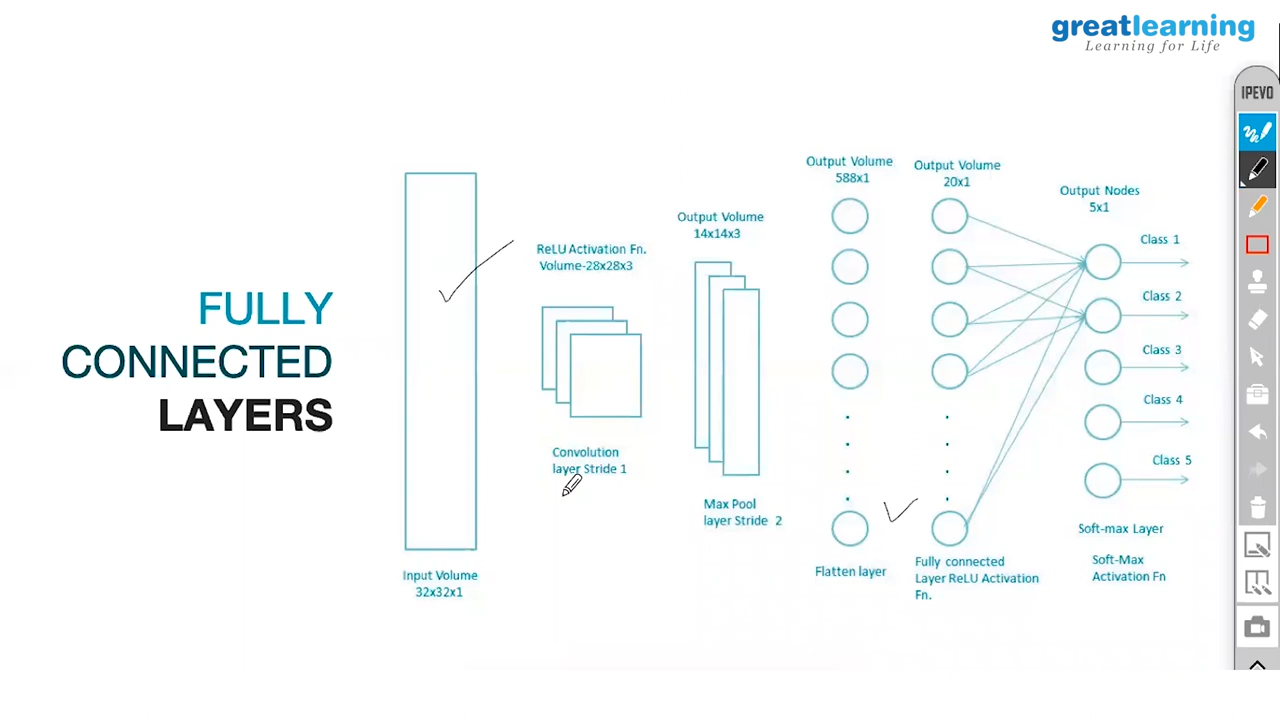 greatlearning
Learning for Life
IPEVO
FULLY
CONNECTED
LAYERS
Input Volume
32x32x1
ReLU Activation Fn.
Volume-28x28x3
Convolution
layer Stride 1
Output Volume
14x14x3
Max Pool
layer Stride 2
Output Volume
588x1
Flatten layer
Output Volume
20x1
Fully connected
Layer ReLU Activation
Fn.
Output Nodes
5x1
Class 1
Class 2
Class 3
Class 4
Class 5
Soft-max Layer
Soft-Max
Activation Fn